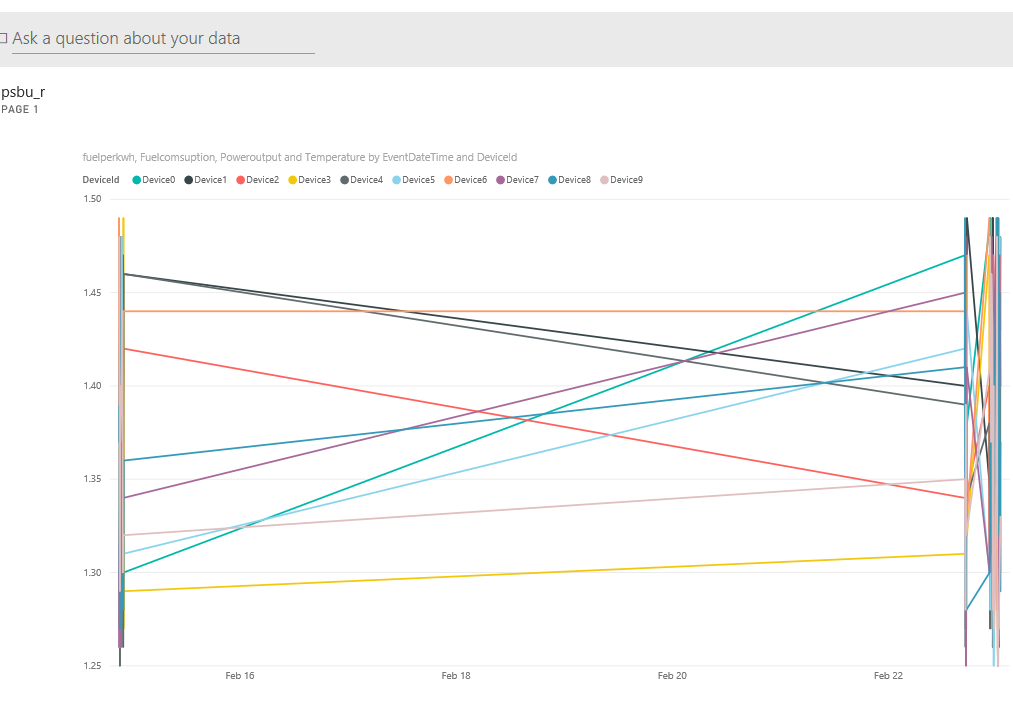 Ask a question about your data
psbu_r
PAGE 1
fuelperkwh, Fuelcomsuption, Poweroutput and Temperature by EventDateTime and DeviceId
DeviceId Device0 Device1 Device2 Device3 Device4 Device5 Device6 Device7 Device8 Device9
1.50
1.45
1.40
1.35
1.30
1.25
Feb 16 Feb 18 Feb 20 Feb 22